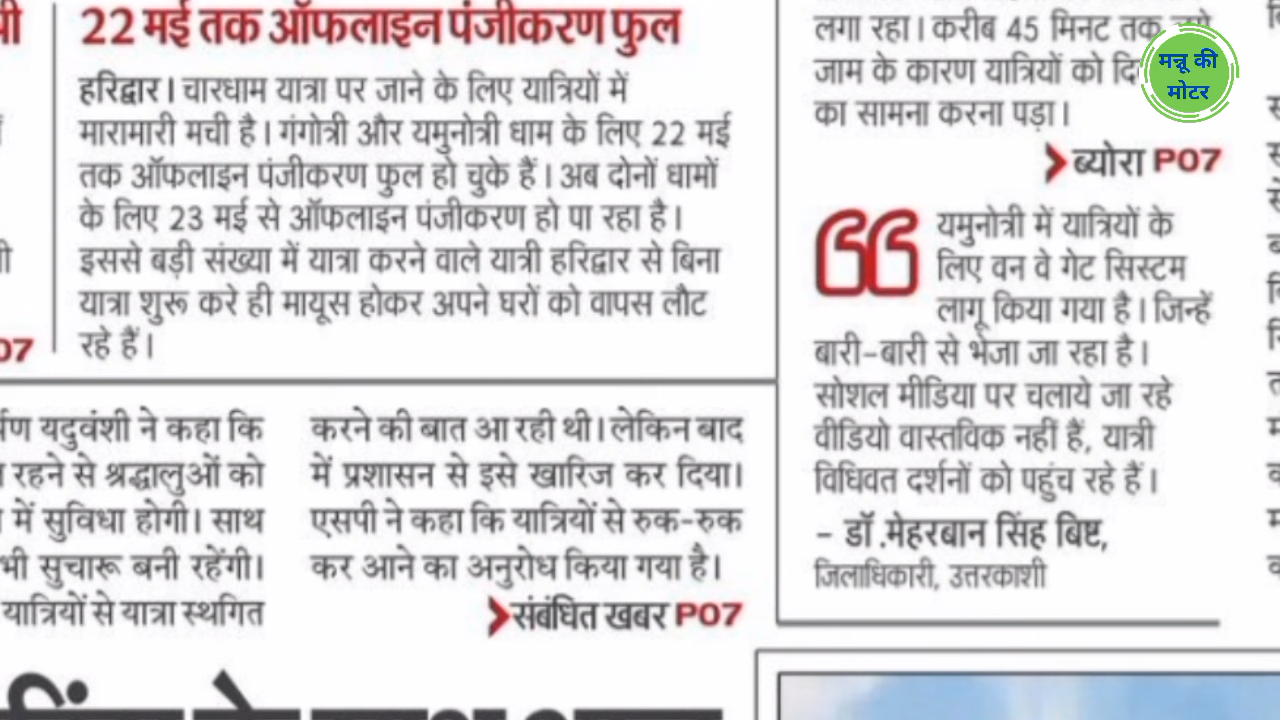 22 मई तक ऑफलाइन पंजीकरण फुल
हरिद्वार। चारधाम यात्रा पर जाने के लिए यात्रियों में
मारामारी मची है। गंगोत्री और यमुनोत्री धाम के लिए 22 मई
तक ऑफलाइन पंजीकरण फुल हो चुके हैं। अब दोनों धामों
के लिए 23 मई से ऑफलाइन पंजीकरण हो पा रहा है।
इससे बड़ी संख्या में यात्रा करने वाले यात्री हरिद्वार से बिना
यात्रा शुरू करे ही मायूस होकर अपने घरों को वापस लौट
रहे हैं।
07
यदुवंशी ने कहा कि
रहने से श्रद्धालुओं को
में सुविधा होगी। साथ
भी सुचारू बनी रहेंगी।
यात्रियों से यात्रा स्थगित
करने की बात आ रही थी। लेकिन बाद
में प्रशासन से इसे खारिज कर दिया।
एसपी ने कहा कि यात्रियों से रुक-रुक
कर आने का अनुरोध किया गया है।
संबंधित खबर P07
लगा रहा। करीब 45 मिनट तक
जाम के कारण यात्रियों को
का सामना करना पड़ा।
ब्योरा P07
यमुनोत्री में यात्रियों के
लिए वन वे गेट सिस्टम
लागू किया गया है। जिन्हें
बारी-बारी से भेजा जा रहा है।
सोशल मीडिया पर चलाये जा रहे
वीडियो वास्तविक नहीं हैं, यात्री
विधिवत दर्शनों को पहुंच रहे हैं।
- डॉ.मेहरबान सिंह बिष्ट,
जिलाधिकारी, उत्तरकाशी
मन्नू की
मोटर